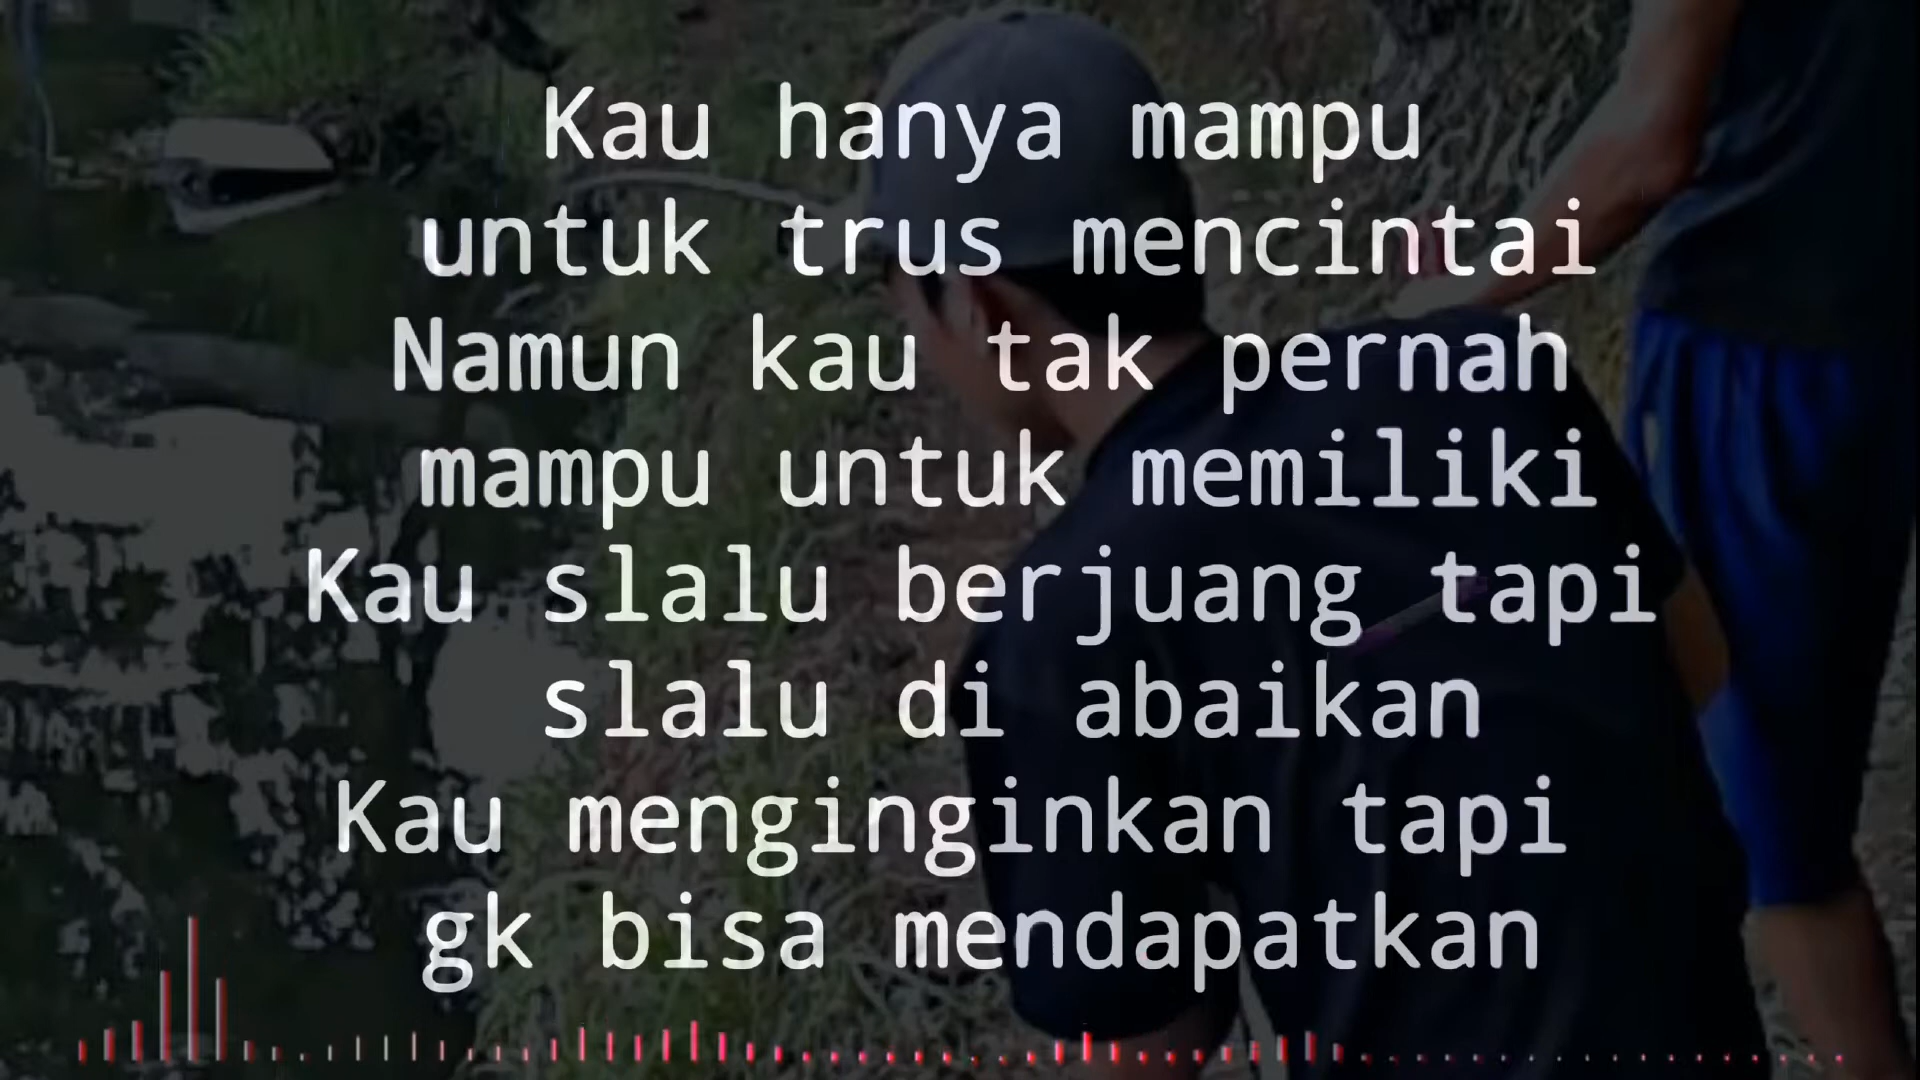 Kau hanya mampu
untuk trus mencintai
Namun kau tak pernah
mampu untuk memiliki
Kau slalu berjuang tapi
slalu di abaikan
Kau menginginkan tapi
gk bisa mendapatkan